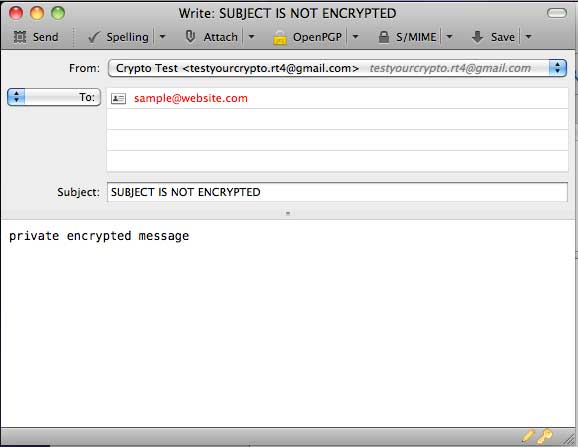 Write: SUBJECT IS NOT ENCRYPTED
Send Spelling Attach OpenPGP S/MIME Save
From: Crypto Test <testyourcrypto.rt4@gmail.com> testyourcrypto.rt4@gmail.com
To: sample@website.com
Subject: SUBJECT IS NOT ENCRYPTED
private encrypted message